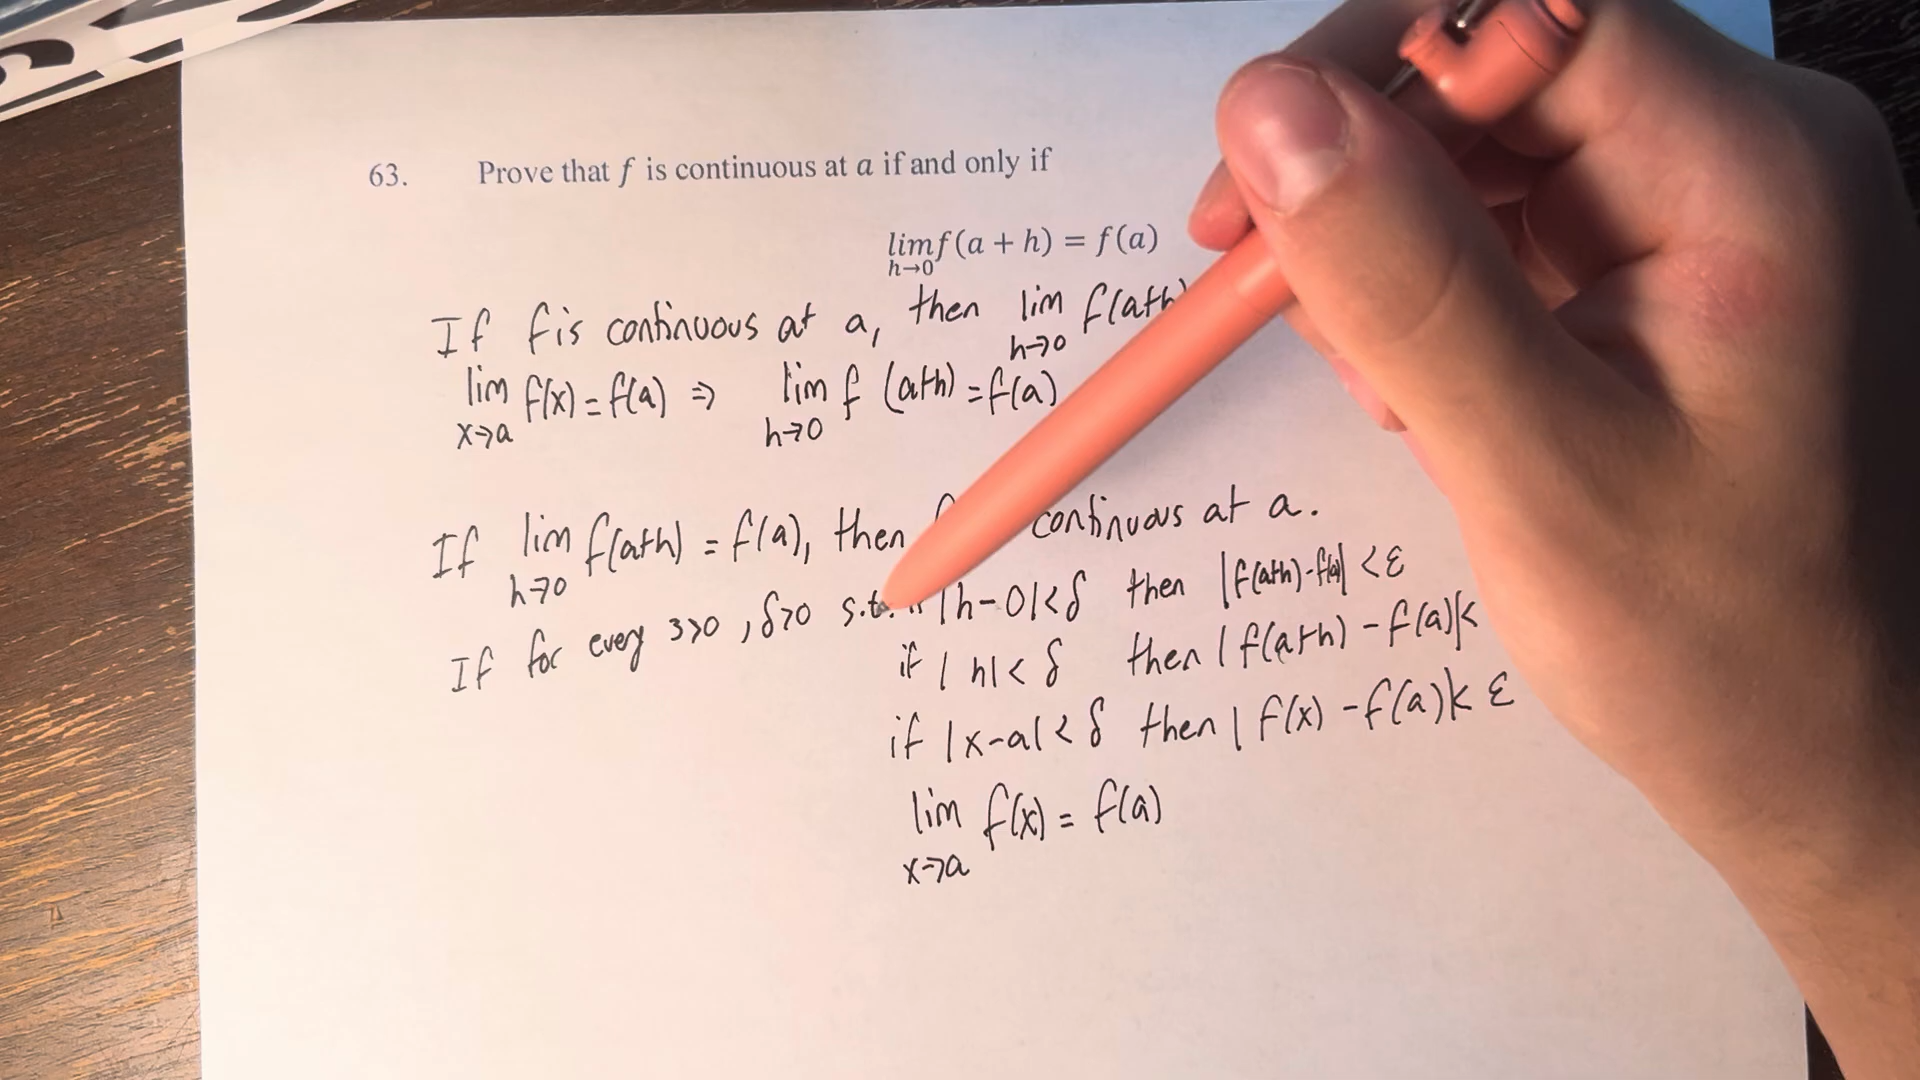 63. Prove that f is continuous at a if and only if
lim f(a + h) = f(a)
h→0
If f is continuous at a, then lim f(a+h)
h→0
lim f(x) = f(a) ⇒ lim f (a+h) = f(a)
x→a h→0
If lim f(a+h) = f(a), then continuous at a.
h→0
If for every ε>0, δ>0 s.t. |h-0|<δ then |f(a+h)-f(a)| <ε
if |h|< δ then | f(a+h) - f(a)|<
if |x-a| < δ then | f(x) - f(a)|< ε
lim f(x) = f(a)
x→a